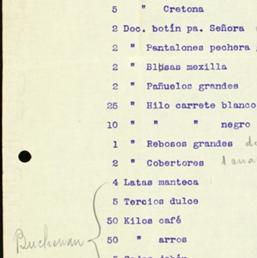 5 " Cretona
2 Doc. botín pa. Señora
2 " Pantalones pechera
2 " Blusas mexilla
2 " Pañuelos grandes
25 " Hilo carrete blanco
10 " " " negro
1 " Rebosos grandes de
2 " Cobertores
4 Latas manteca
5 Tercios dulce
50 Kilos café
Buchanan
50 " arros